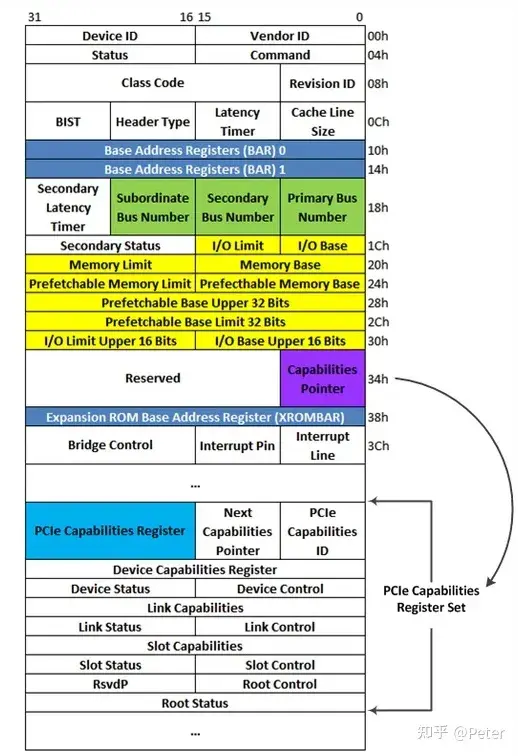 31 16 15 0
Device ID Vendor ID 00h
Status Command 04h
Class Code Revision ID 08h
BIST Header Type Latency Timer Cache Line Size 0Ch
Base Address Registers (BAR) 0 10h
Base Address Registers (BAR) 1 14h
Secondary Latency Timer Subordinate Bus Number Secondary Bus Number Primary Bus Number 18h
Secondary Status I/O Limit I/O Base 1Ch
Memory Limit Memory Base 20h
Prefetchable Memory Limit Prefecthable Memory Base 24h
Prefetchable Base Upper 32 Bits 28h
Prefetchable Base Limit 32 Bits 2Ch
I/O Limit Upper 16 Bits I/O Base Upper 16 Bits 30h
Reserved Capabilities Pointer 34h
Expansion ROM Base Address Register (XROMBAR) 38h
Bridge Control Interrupt Pin Interrupt Line 3Ch
...
PCIe Capabilities Register Next Capabilities Pointer PCIe Capabilities ID
Device Capabilities Register
Device Status Device Control
Link Capabilities
Link Status Link Control
Slot Capabilities
Slot Status Slot Control
RsvdP Root Control
Root Status
...
PCIe Capabilities
Register Set
知乎 @Peter